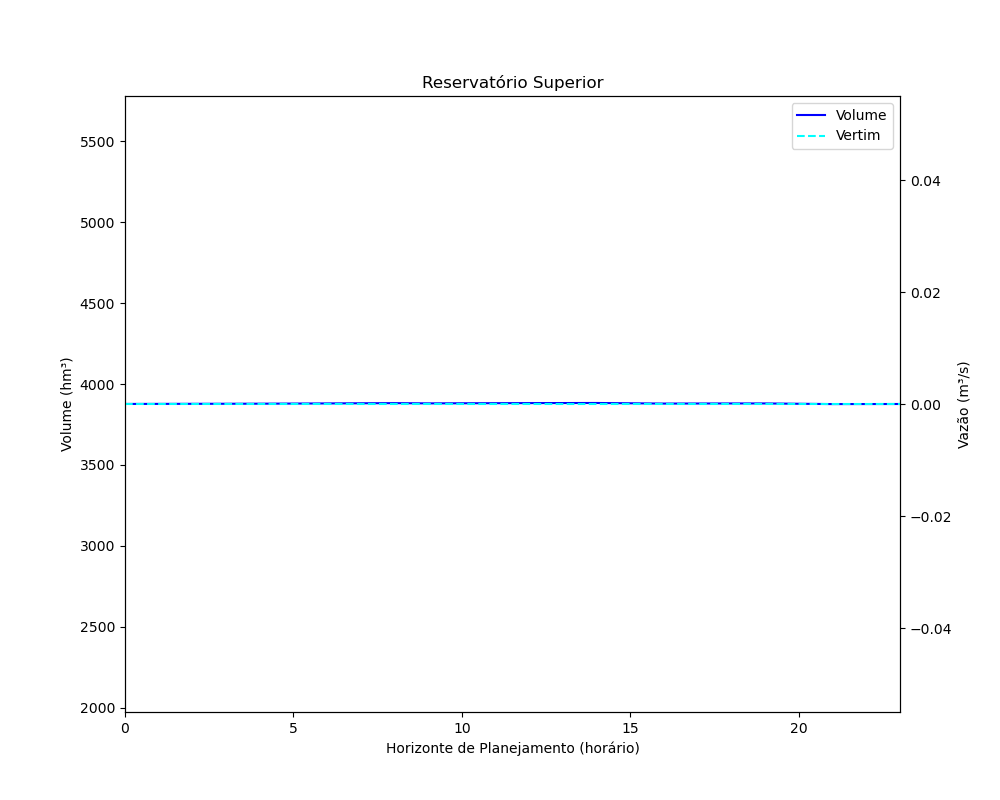 Reservatório Superior
Volume
Vertim
5500
5000
4500
4000
3500
3000
2500
2000
Volume (hm³)
0.04
0.02
0.00
−0.02
−0.04
Vazão (m³/s)
0 5 10 15 20
Horizonte de Planejamento (horário)